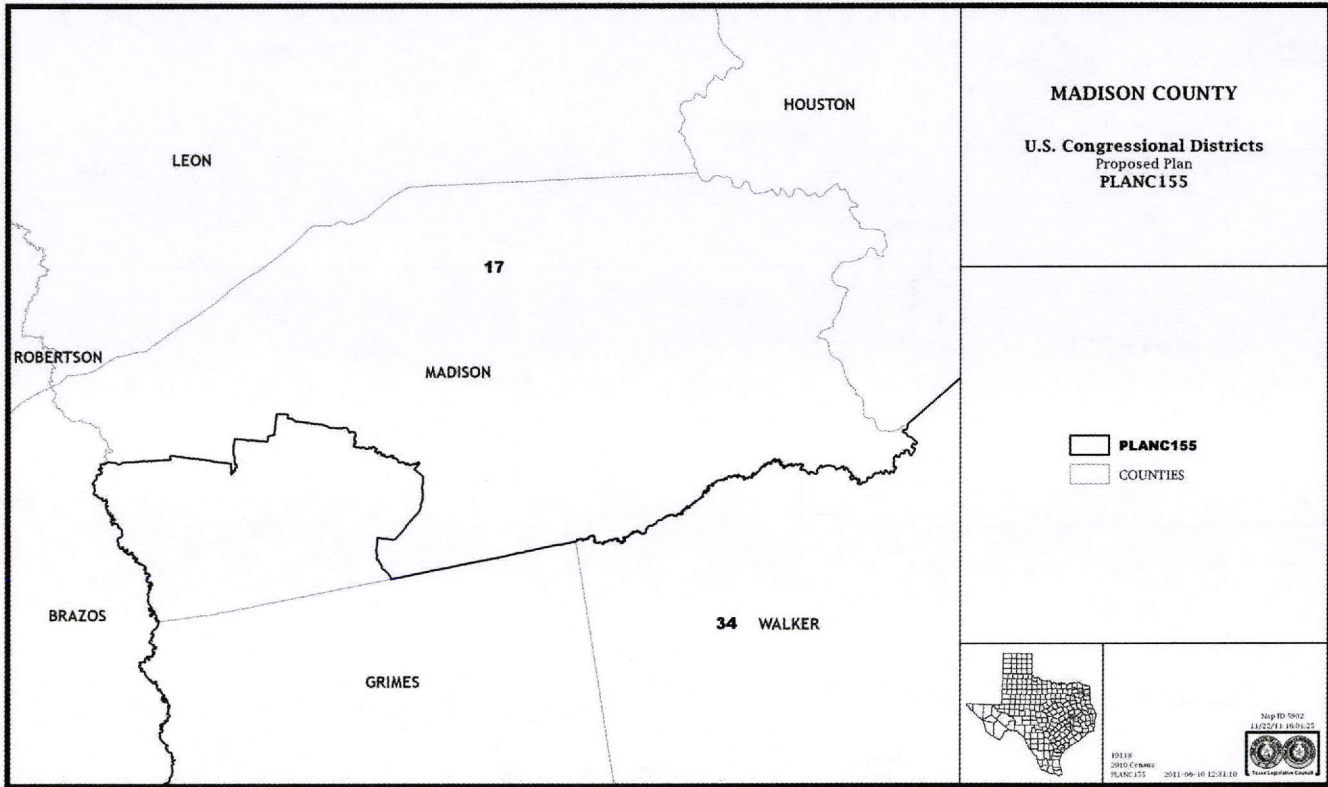 MADISON COUNTY
U.S. Congressional Districts
Proposed Plan
PLANC155
HOUSTON
LEON
17
ROBERTSON
MADISON
BRAZOS
34 WALKER
GRIMES
PLANC155
COUNTIES
2010 Census
PLANC155
Map ID 5902
Texas Legislative Council